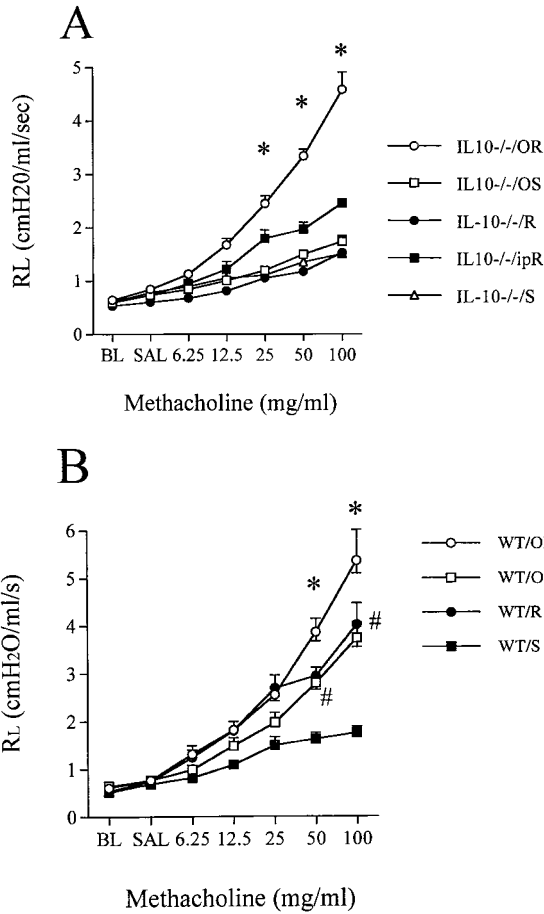 A
5
4
3
2
1
0
RL (cmH20/ml/sec)
* * *
BL SAL 6.25 12.5 25 50 100
Methacholine (mg/ml)
IL10-/-/OR
IL10-/-/OS
IL-10-/-/R
IL10-/-/ipR
IL-10-/-/S
B
6
5
4
3
2
1
0
RL (cmH2O/ml/s)
* *
# #
BL SAL 6.25 12.5 25 50 100
Methacholine (mg/ml)
WT/O
WT/O
WT/R
WT/S